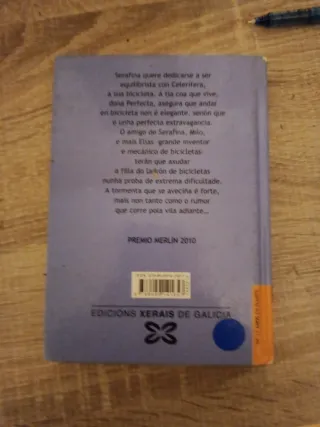 Serafina quere dedicarse a ser
equilibrista con Celerífera,
a súa bicicleta. A tía coa que vive,
dona Perfecta, asegura que andar
en bicicleta non é elegante, senón que
é unha perfecta extravagancia.
O amigo de Serafina, Milo,
e mais Elías grande inventor
e mecánico de bicicletas
terán que axudar
a filla do ladrón de bicicletas
nunha proba de extrema dificultade.
A tormenta que se aveciña é forte,
mais non tanto como o rumor
que corre pola vila adiante...
PREMIO MERLÍN 2010
EDICIÓNS XERAIS DE GALICIA